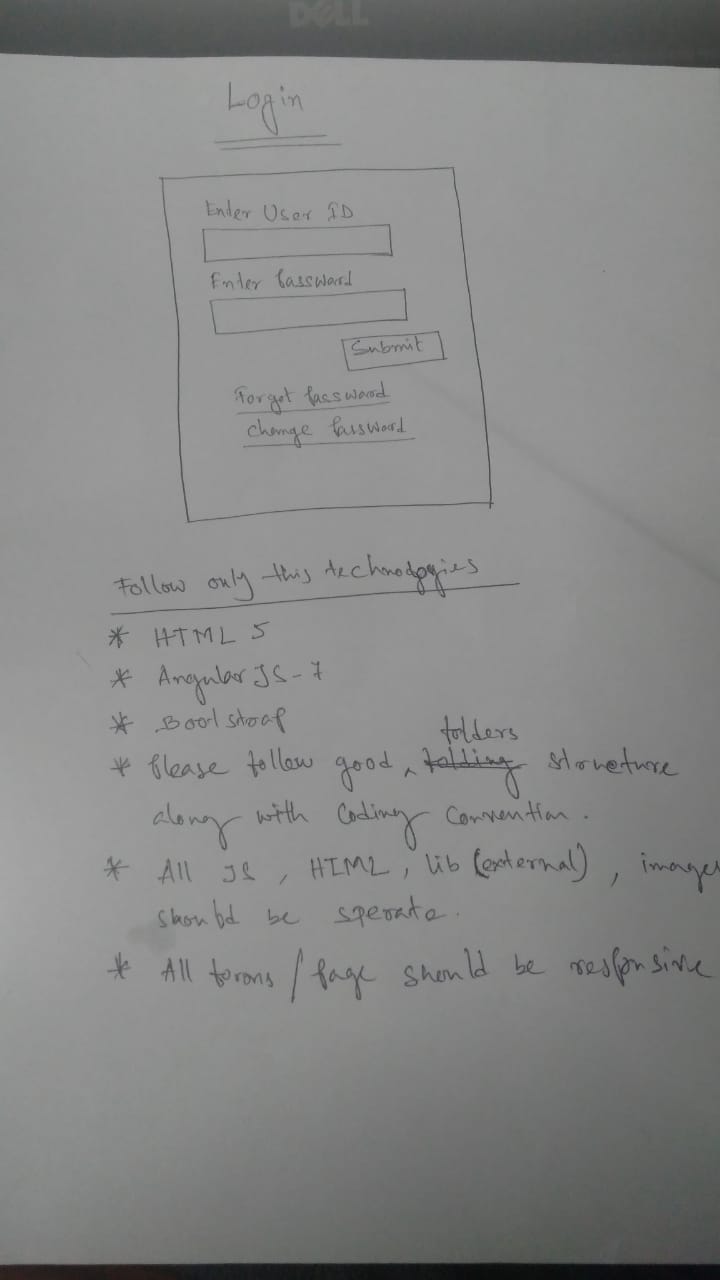 DELL
Login
Enter User ID
Enter Password
Submit
Forgot Password
Change Password
Follow only this technodgogies
* HTML 5
* Angular JS-7
* Bootstrap
folders
* Please follow good, folding structure
along with Coding Convention.
* All JS, HTML, lib (external), images
should be sperate.
* All forms / Page should be responsive